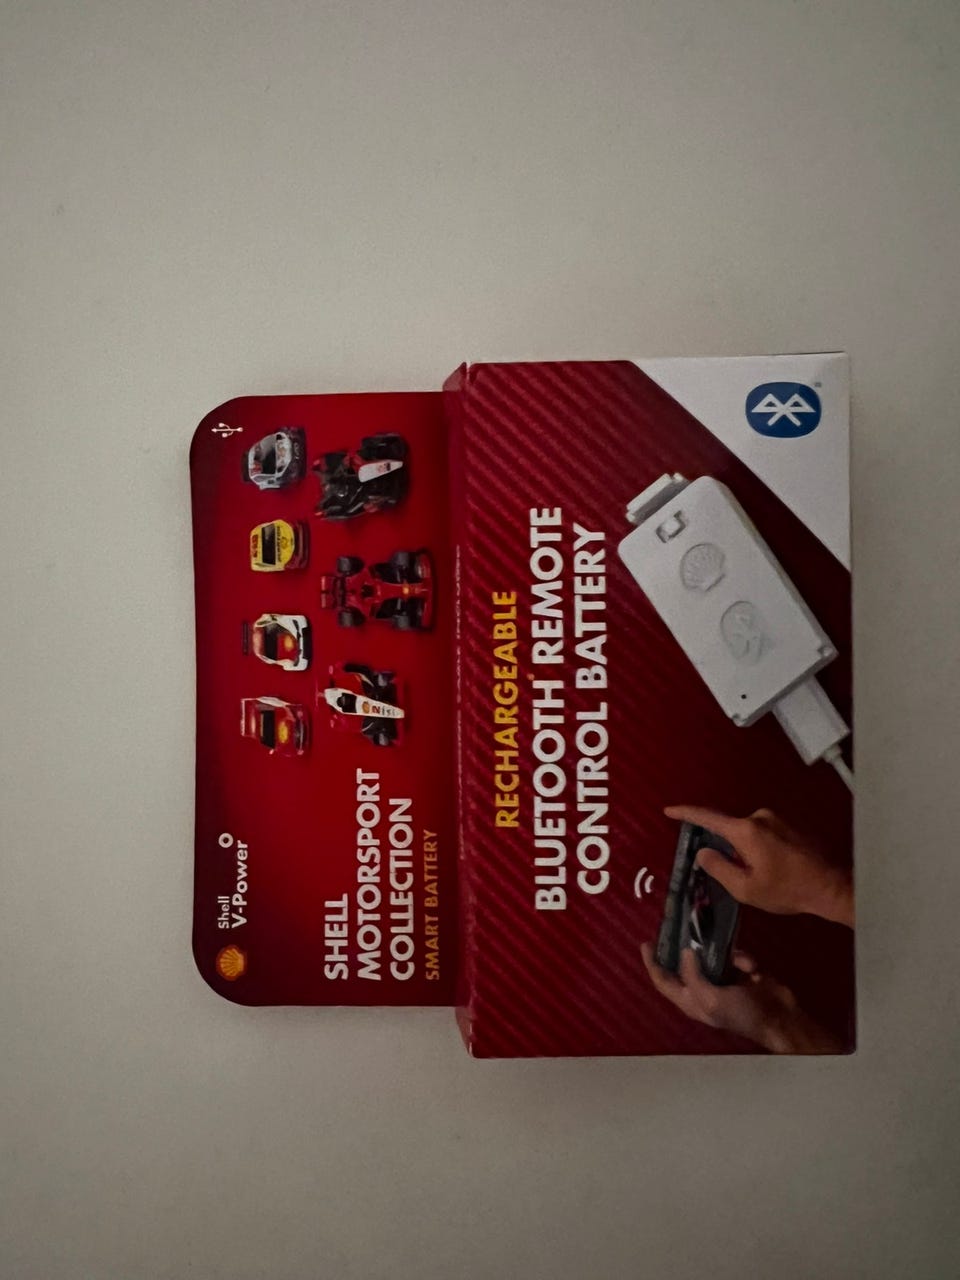 Shell
V-Power
SHELL
MOTORSPORT
COLLECTION
SMART BATTERY
RECHARGEABLE
BLUETOOTH® REMOTE
CONTROL BATTERY